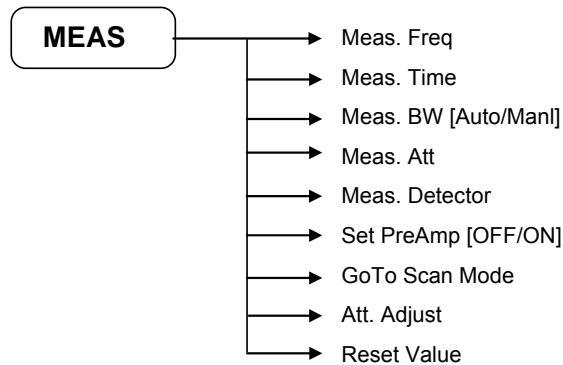 MEAS
Meas. Freq
Meas. Time
Meas. BW [Auto/Manl]
Meas. Att
Meas. Detector
Set PreAmp [OFF/ON]
GoTo Scan Mode
Att. Adjust
Reset Value